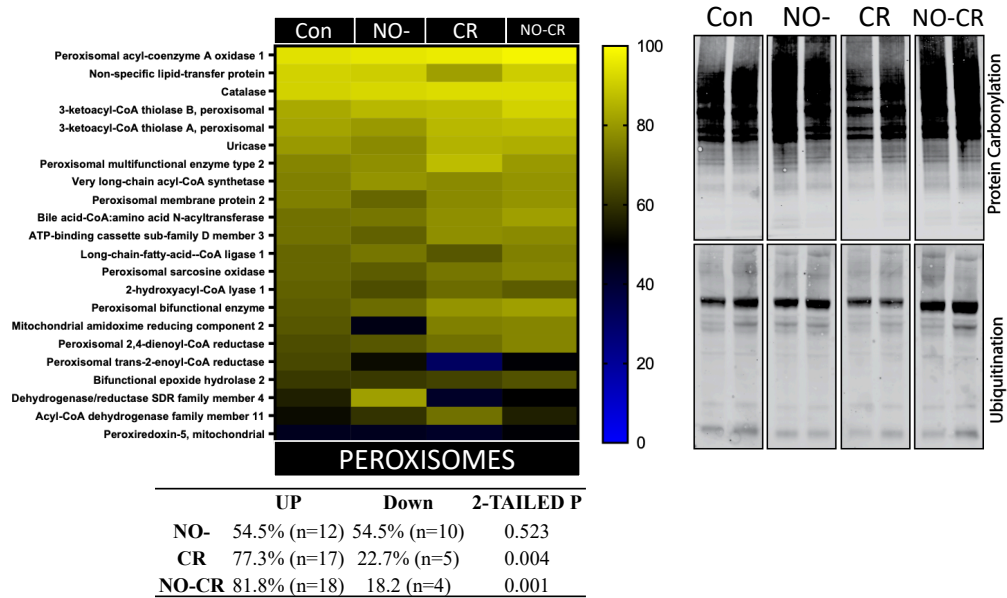 Con NO- CR NO-CR
Peroxisomal acyl-coenzyme A oxidase 1
Non-specific lipid-transfer protein
Catalase
3-ketoacyl-CoA thiolase B, peroxisomal
3-ketoacyl-CoA thiolase A, peroxisomal
Uricase
Peroxisomal multifunctional enzyme type 2
Very long-chain acyl-CoA synthetase
Peroxisomal membrane protein 2
Bile acid-CoA:amino acid N-acyltransferase
ATP-binding cassette sub-family D member 3
Long-chain-fatty-acid--CoA ligase 1
Peroxisomal sarcosine oxidase
2-hydroxyacyl-CoA lyase 1
Peroxisomal bifunctional enzyme
Mitochondrial amidoxime reducing component 2
Peroxisomal 2,4-dienoyl-CoA reductase
Peroxisomal trans-2-enoyl-CoA reductase
Bifunctional epoxide hydrolase 2
Dehydrogenase/reductase SDR family member 4
Acyl-CoA dehydrogenase family member 11
Peroxiredoxin-5, mitochondrial
PEROXISOMES
100
80
60
40
20
0
Con NO- CR NO-CR
Protein Carbonylation
Ubiquitination
UP Down 2-TAILED P
NO- 54.5% (n=12) 54.5% (n=10) 0.523
CR 77.3% (n=17) 22.7% (n=5) 0.004
NO-CR 81.8% (n=18) 18.2 (n=4) 0.001